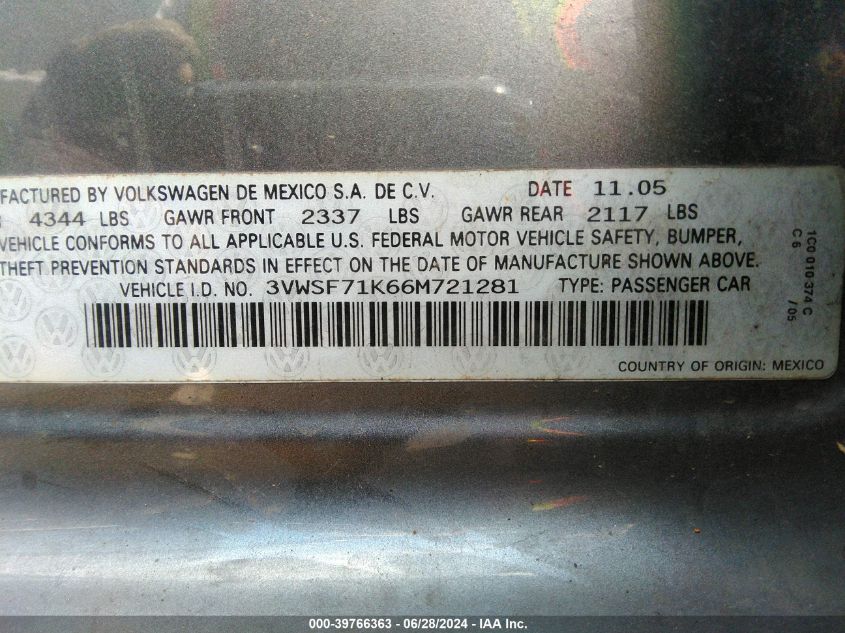 FACTURED BY VOLKSWAGEN DE MEXICO S.A. DE C.V. DATE 11.05
4344 LBS GAWR FRONT 2337 LBS GAWR REAR 2117 LBS
VEHICLE CONFORMS TO ALL APPLICABLE U.S. FEDERAL MOTOR VEHICLE SAFETY, BUMPER,
THEFT PREVENTION STANDARDS IN EFFECT ON THE DATE OF MANUFACTURE SHOWN ABOVE.
VEHICLE I.D. NO. 3VWSF71K66M721281 TYPE: PASSENGER CAR
COUNTRY OF ORIGIN: MEXICO
1C0 010 374 C
C 6 / 05
000-39766363 - 06/28/2024 - IAA Inc.